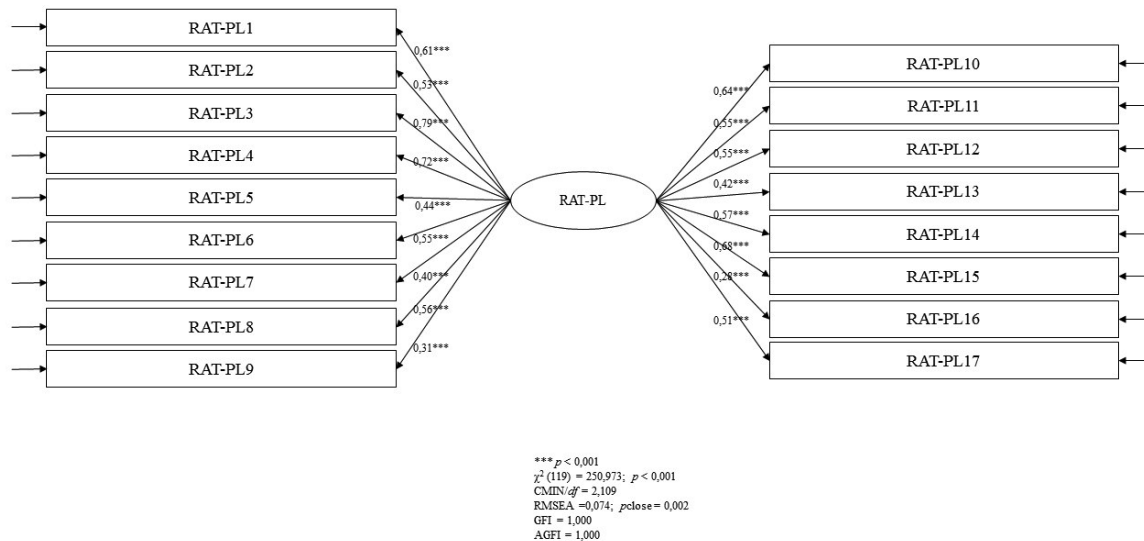 RAT-PL1
RAT-PL2
RAT-PL3
RAT-PL4
RAT-PL5
RAT-PL6
RAT-PL7
RAT-PL8
RAT-PL9
0,61***
0,53***
0,79***
0,72***
0,44***
0,55***
0,40***
0,56***
0,31***
RAT-PL
0,64***
0,55***
0,55***
0,42***
0,57***
0,68***
0,28***
0,51***
RAT-PL10
RAT-PL11
RAT-PL12
RAT-PL13
RAT-PL14
RAT-PL15
RAT-PL16
RAT-PL17
*** p < 0,001
χ² (119) = 250,973; p < 0,001
CMIN/df = 2,109
RMSEA =0,074; pclose = 0,002
GFI = 1,000
AGFI = 1,000